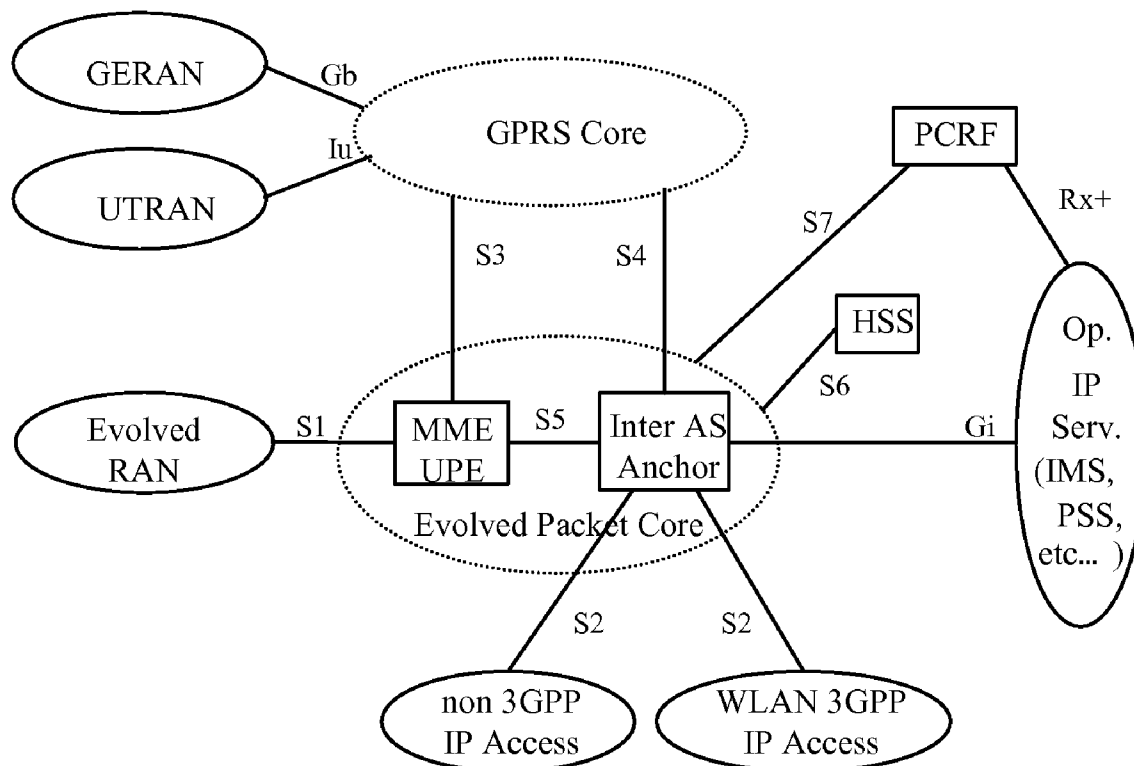 GERAN
Gb
GPRS Core
PCRF
Iu
UTRAN
Rx+
S7
S3
S4
HSS
S6
Op.
IP
Serv.
(IMS,
PSS,
etc... )
Evolved
RAN
S1
MME
UPE
S5
Inter AS
Anchor
Gi
Evolved Packet Core
S2
S2
non 3GPP
IP Access
WLAN 3GPP
IP Access